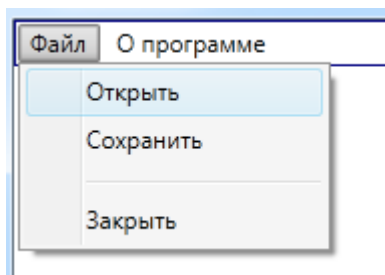 Файл О программе
Открыть
Сохранить
Закрыть